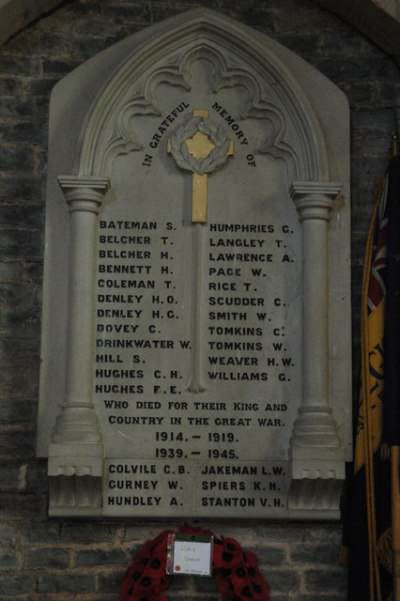 IN GRATEFUL MEMORY OF
BATEMAN S.
BELCHER T.
BELCHER H.
BENNETT H.
COLEMAN T.
DENLEY H.O.
DENLEY H.G.
DOVEY C.
DRINKWATER W.
HILL S.
HUGHES C.H.
HUGHES F.E.
HUMPHRIES G.
LANGLEY T.
LAWRENCE A.
PAGE W.
RICE T.
SCUDDER C.
SMITH W.
TOMKINS C.
TOMKINS W.
WEAVER H.W.
WILLIAMS G.
WHO DIED FOR THEIR KING AND
COUNTRY IN THE GREAT WAR.
1914. – 1919.
1939. – 1945.
COLVILE C.B.
GURNEY W.
HUNDLEY A.
JAKEMAN L.W.
SPIERS K.H.
STANTON V.H.